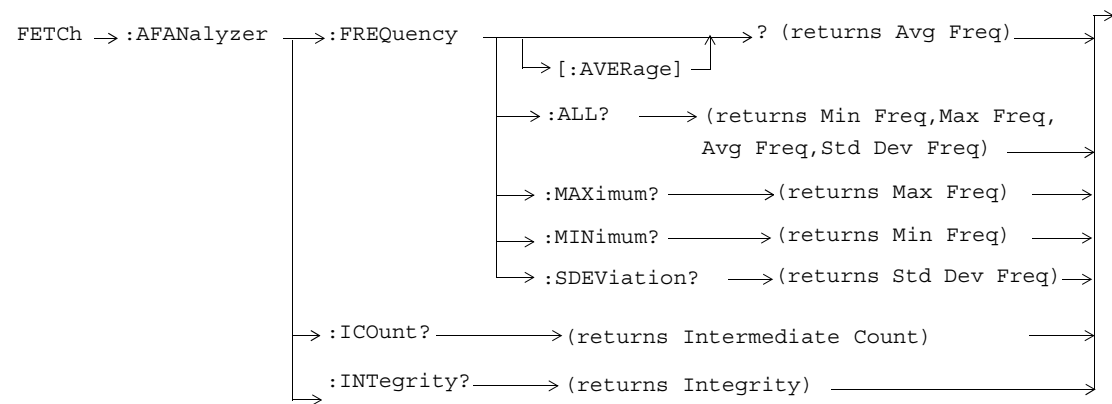 FETCh :AFANalyzer :FREQuency ? (returns Avg Freq)
[:AVERage]
:ALL? (returns Min Freq,Max Freq,
Avg Freq,Std Dev Freq)
:MAXimum? (returns Max Freq)
:MINimum? (returns Min Freq)
:SDEViation? (returns Std Dev Freq)
:ICOunt? (returns Intermediate Count)
:INTegrity? (returns Integrity)